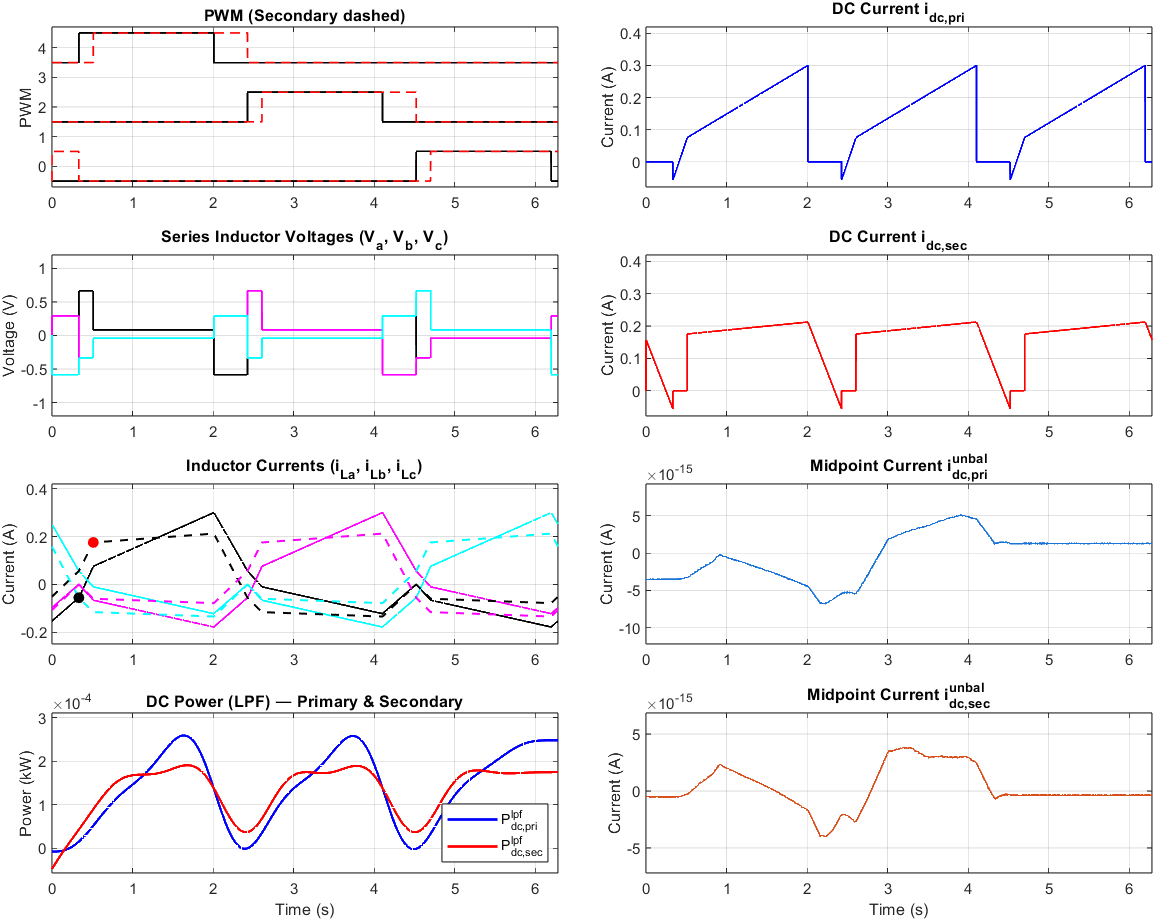 PWM (Secondary dashed)
PWM
4
3
2
1
0
0 1 2 3 4 5 6
DC Current i_dc,pri
Current (A)
0.4
0.3
0.2
0.1
0
0 1 2 3 4 5 6
Series Inductor Voltages (V_a, V_b, V_c)
Voltage (V)
1
0.5
0
-0.5
-1
0 1 2 3 4 5 6
DC Current i_dc,sec
Current (A)
0.4
0.3
0.2
0.1
0
0 1 2 3 4 5 6
Inductor Currents (i_La, i_Lb, i_Lc)
Current (A)
0.4
0.2
0
-0.2
0 1 2 3 4 5 6
Midpoint Current i_dc,pri^unbal
×10^-15
Current (A)
5
0
-5
-10
0 1 2 3 4 5 6
DC Power (LPF) — Primary & Secondary
×10^-4
Power (kW)
3
2
1
0
P_dc,pri^lpf
P_dc,sec^lpf
0 1 2 3 4 5 6
Time (s)
Midpoint Current i_dc,sec^unbal
×10^-15
Current (A)
5
0
-5
0 1 2 3 4 5 6
Time (s)